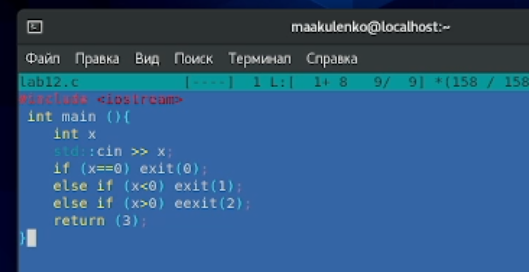 maakulenko@localhost:~
Файл Правка Вид Поиск Терминал Справка
lab12.c [----] 1 L:[ 1+ 8 9/ 9] *(158 / 158
#include <iostream>
int main (){
int x
std::cin >> x;
if (x==0) exit(0);
else if (x<0) exit(1);
else if (x>0) eexit(2);
return (3);
}